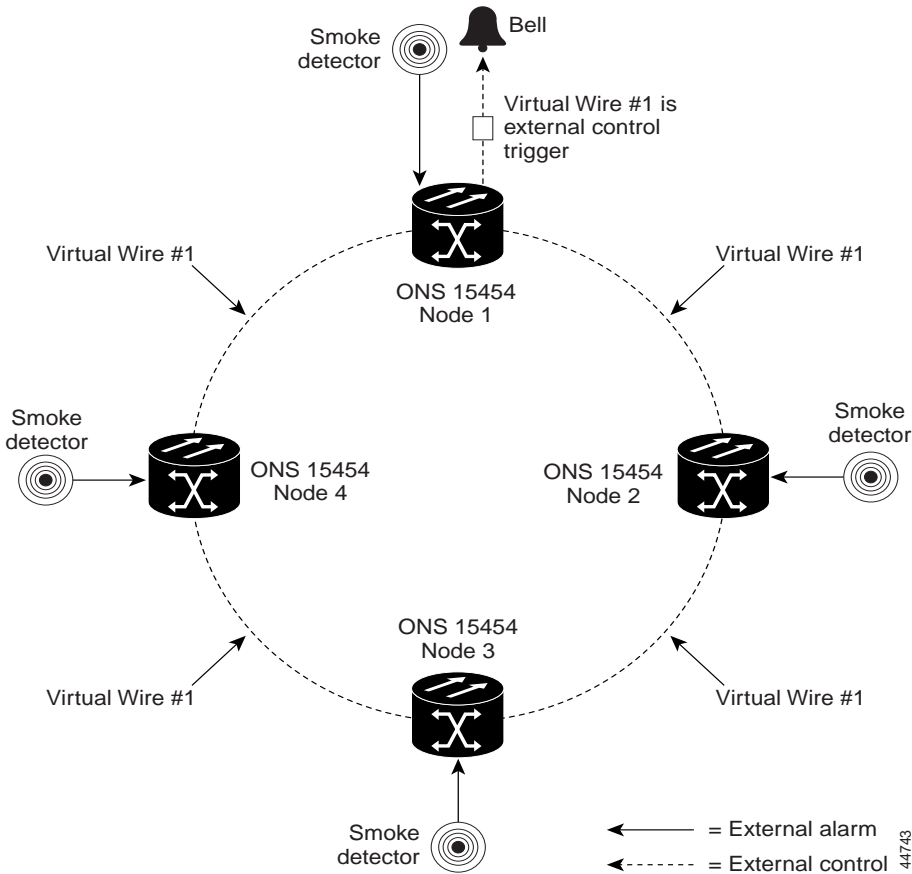 Smoke
detector
Bell
Virtual Wire #1 is
external control
trigger
Virtual Wire #1
Virtual Wire #1
ONS 15454
Node 1
Smoke
detector
ONS 15454
Node 4
ONS 15454
Node 2
Smoke
detector
ONS 15454
Node 3
Virtual Wire #1
Virtual Wire #1
Smoke
detector
= External alarm
= External control
44743